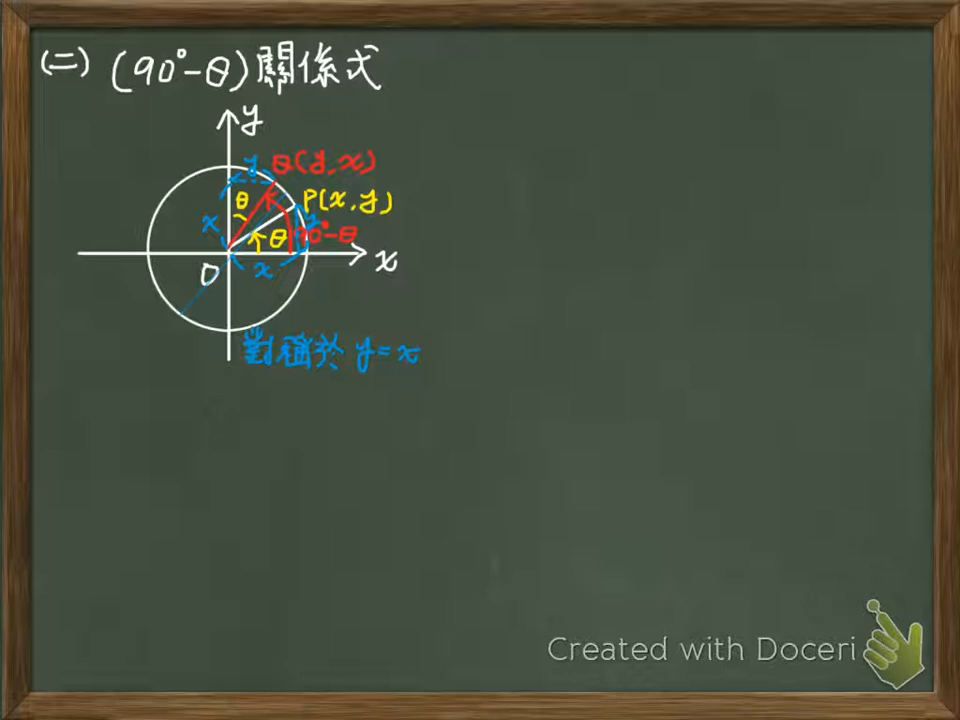 (二) (90°-θ)關係式
y
y Q(y,x)
θ P(x,y)
x y
θ 90°-θ
O x x
對稱於 y=x
Created with Doceri